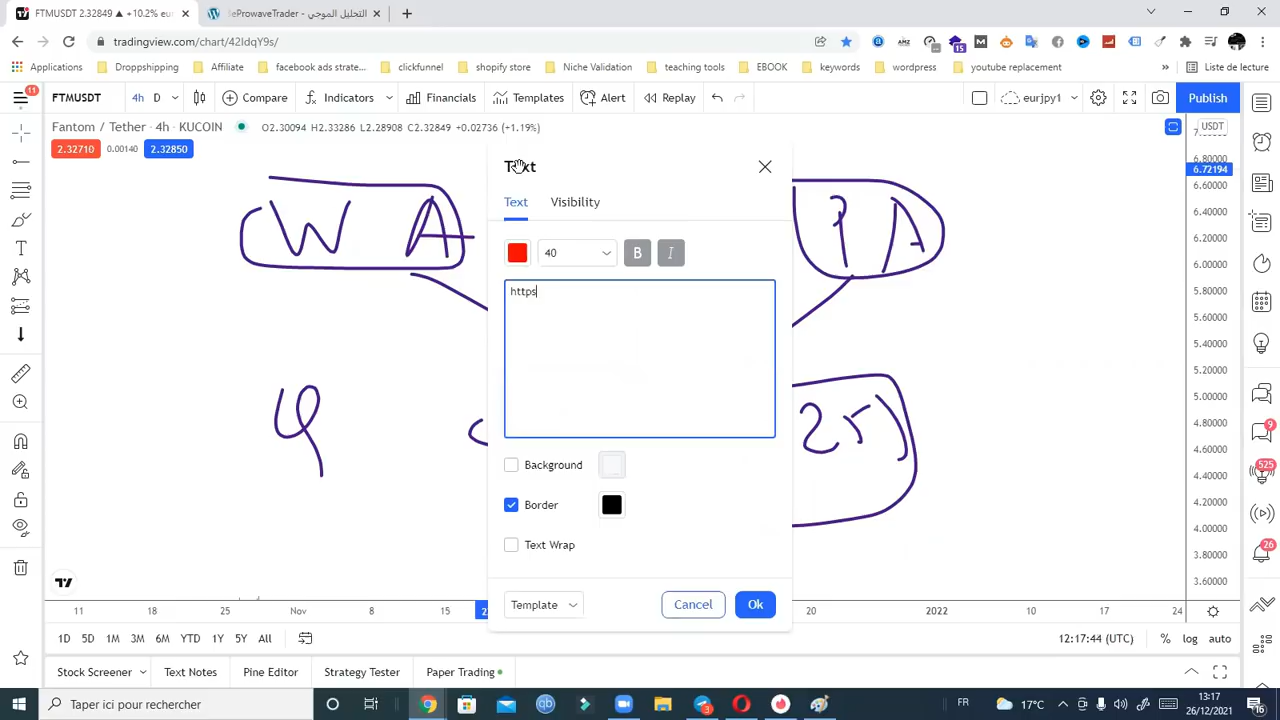 FTMUSDT 2.32849 ▲ +10.2% eu
التحليل الموجي - eProwaveTrader
tradingview.com/chart/42IdqY9s/
Applications
Droppshipping
Affiliate
facebook ads strate...
clickfunnel
shopify store
Niche Validation
teaching tools
EBOOK
keywords
wordpress
youtube replacement
»
Liste de lecture
11
FTMUSDT
4h
D
Compare
Indicators
Financials
Templates
Alert
Replay
eurjpy1
Publish
Fantom / Tether · 4h · KUCOIN
O2.30094 H2.33286 L2.28908 C2.32849 +0.02736 (+1.19%)
USDT
2.32710
0.00140
2.32850
6.80000
6.72194
6.60000
6.40000
6.20000
6.00000
5.80000
5.60000
5.40000
5.20000
5.00000
4.80000
4.60000
4.40000
4.20000
4.00000
3.80000
3.60000
W A
P A
Text
Text
Visibility
40
B
I
https
Background
Border
Text Wrap
Template
Cancel
Ok
11
18
25
Nov
8
15
20
2022
10
17
24
1D
5D
1M
3M
6M
YTD
1Y
5Y
All
12:17:44 (UTC)
%
log
auto
Stock Screener
Text Notes
Pine Editor
Strategy Tester
Paper Trading
15
9
525
26
Taper ici pour rechercher
3
FR
17°C
13:17
26/12/2021